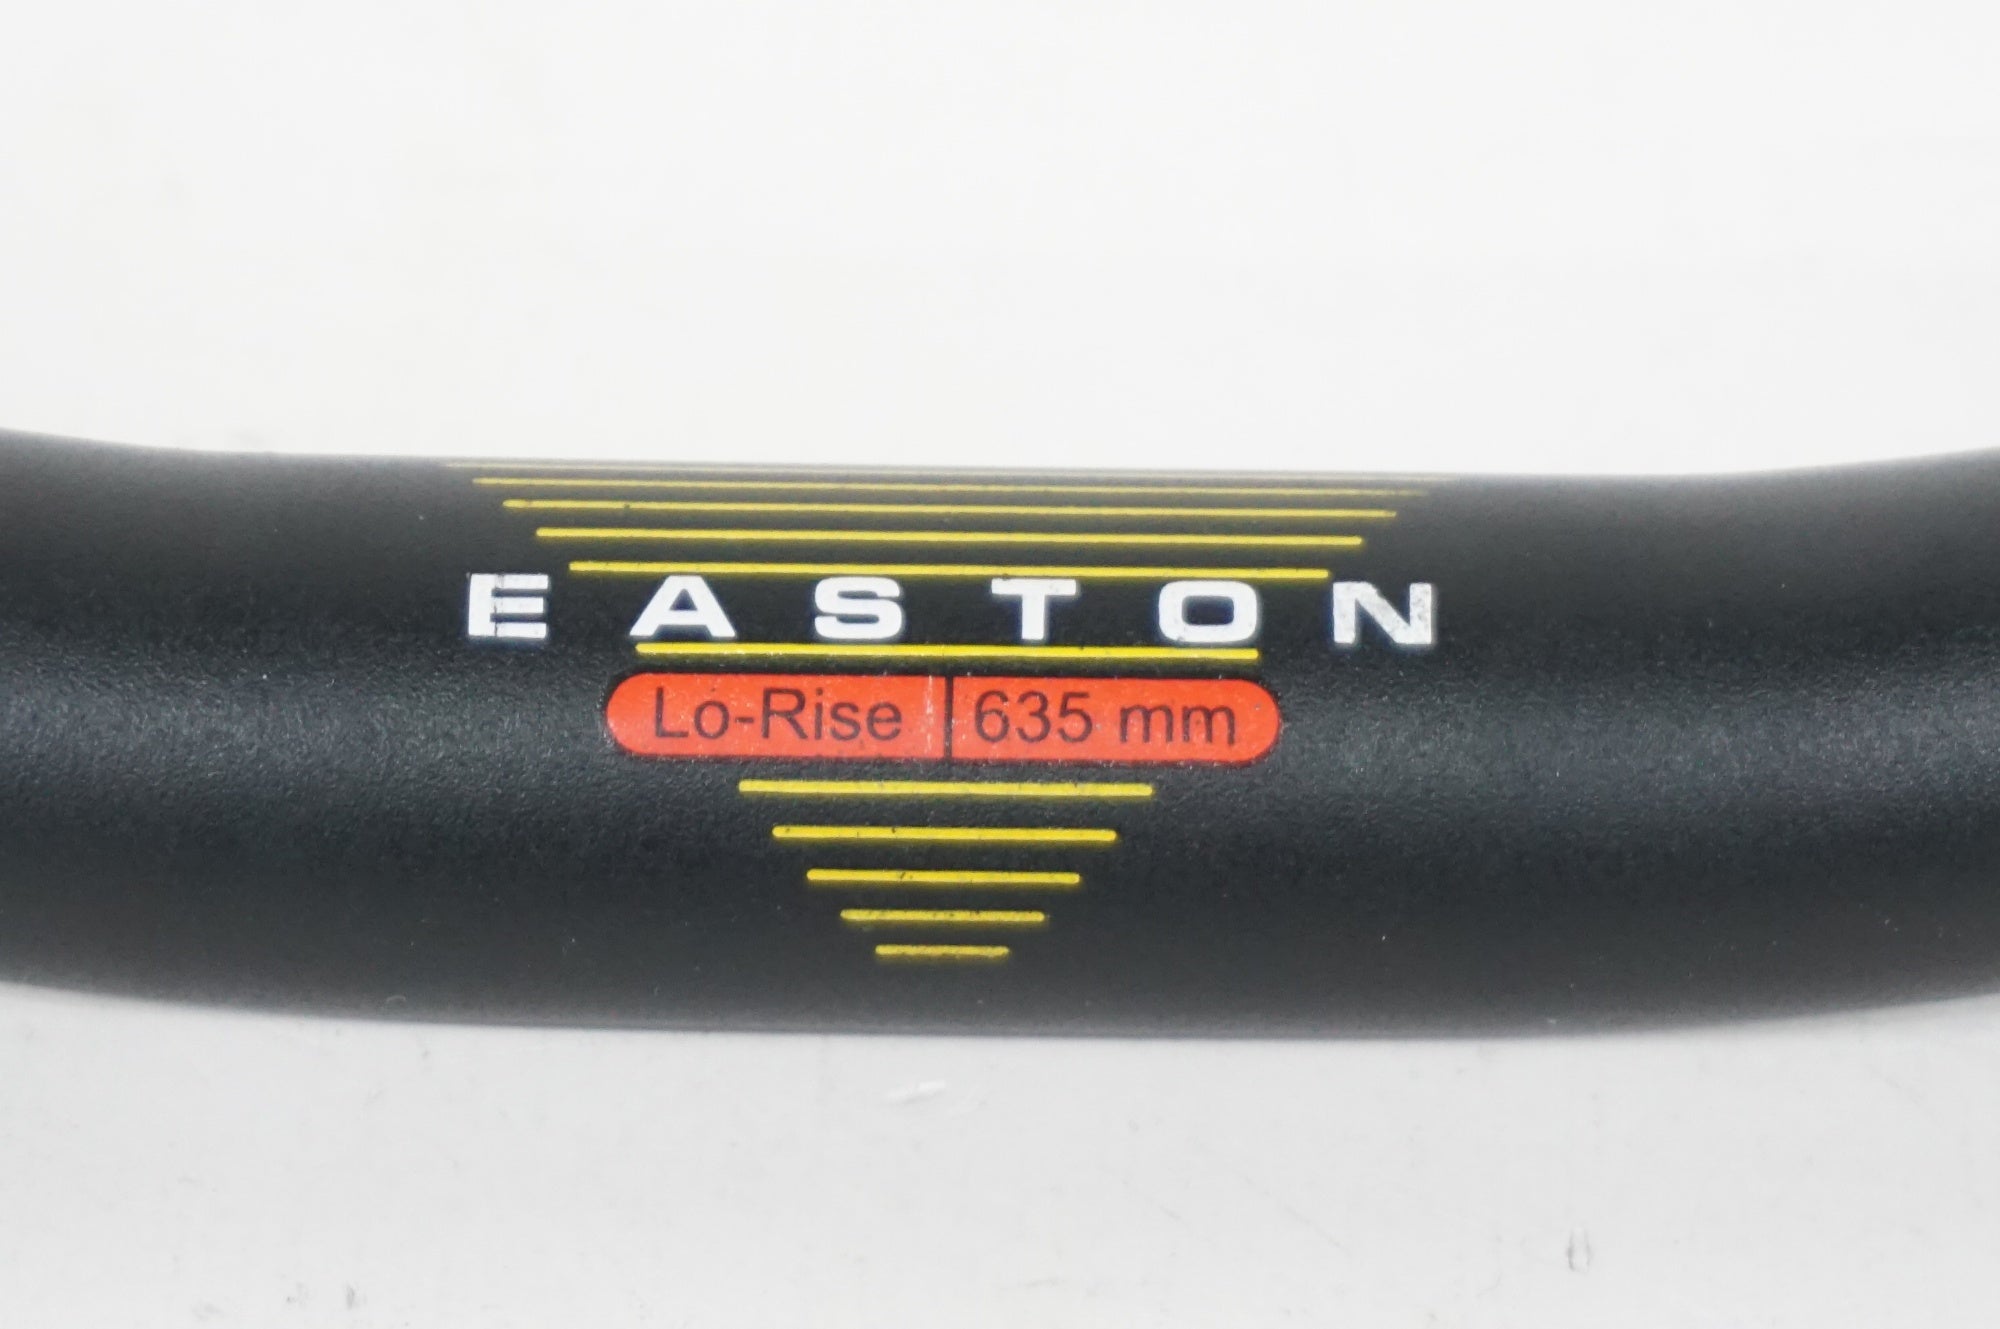 EASTON
Lo-Rise | 635 mm